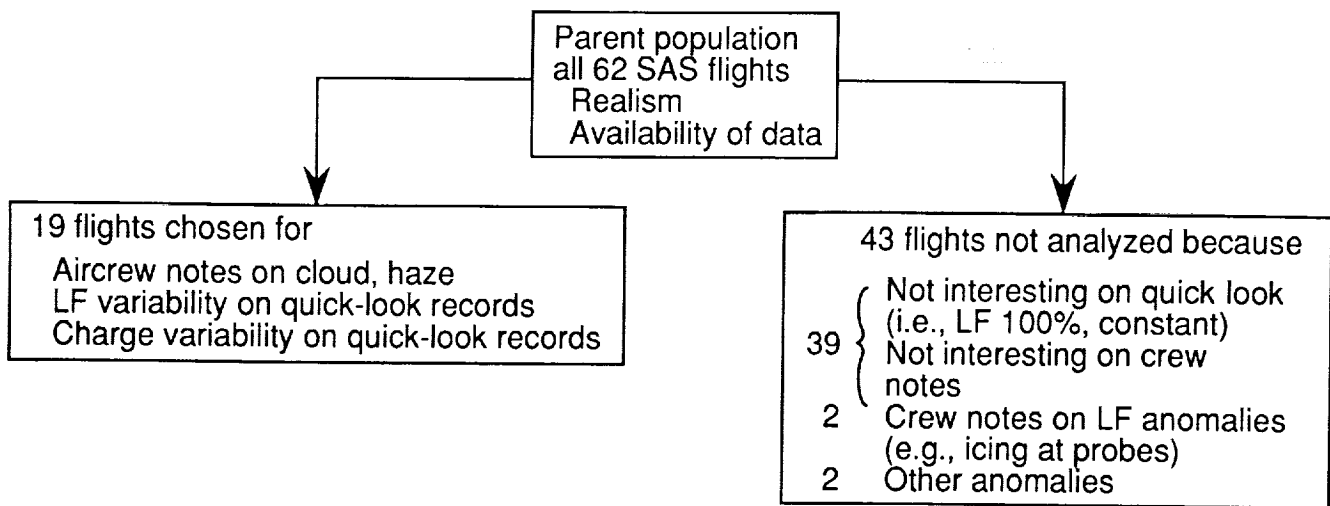 Parent population
all 62 SAS flights
Realism
Availability of data
19 flights chosen for
Aircrew notes on cloud, haze
LF variability on quick-look records
Charge variability on quick-look records
43 flights not analyzed because
Not interesting on quick look
(i.e., LF 100%, constant)
39
Not interesting on crew
notes
2 Crew notes on LF anomalies
(e.g., icing at probes)
2 Other anomalies